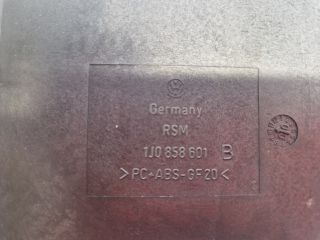 Germany
RSM
1J0 858 601 B
>PC+ABS-GF20<